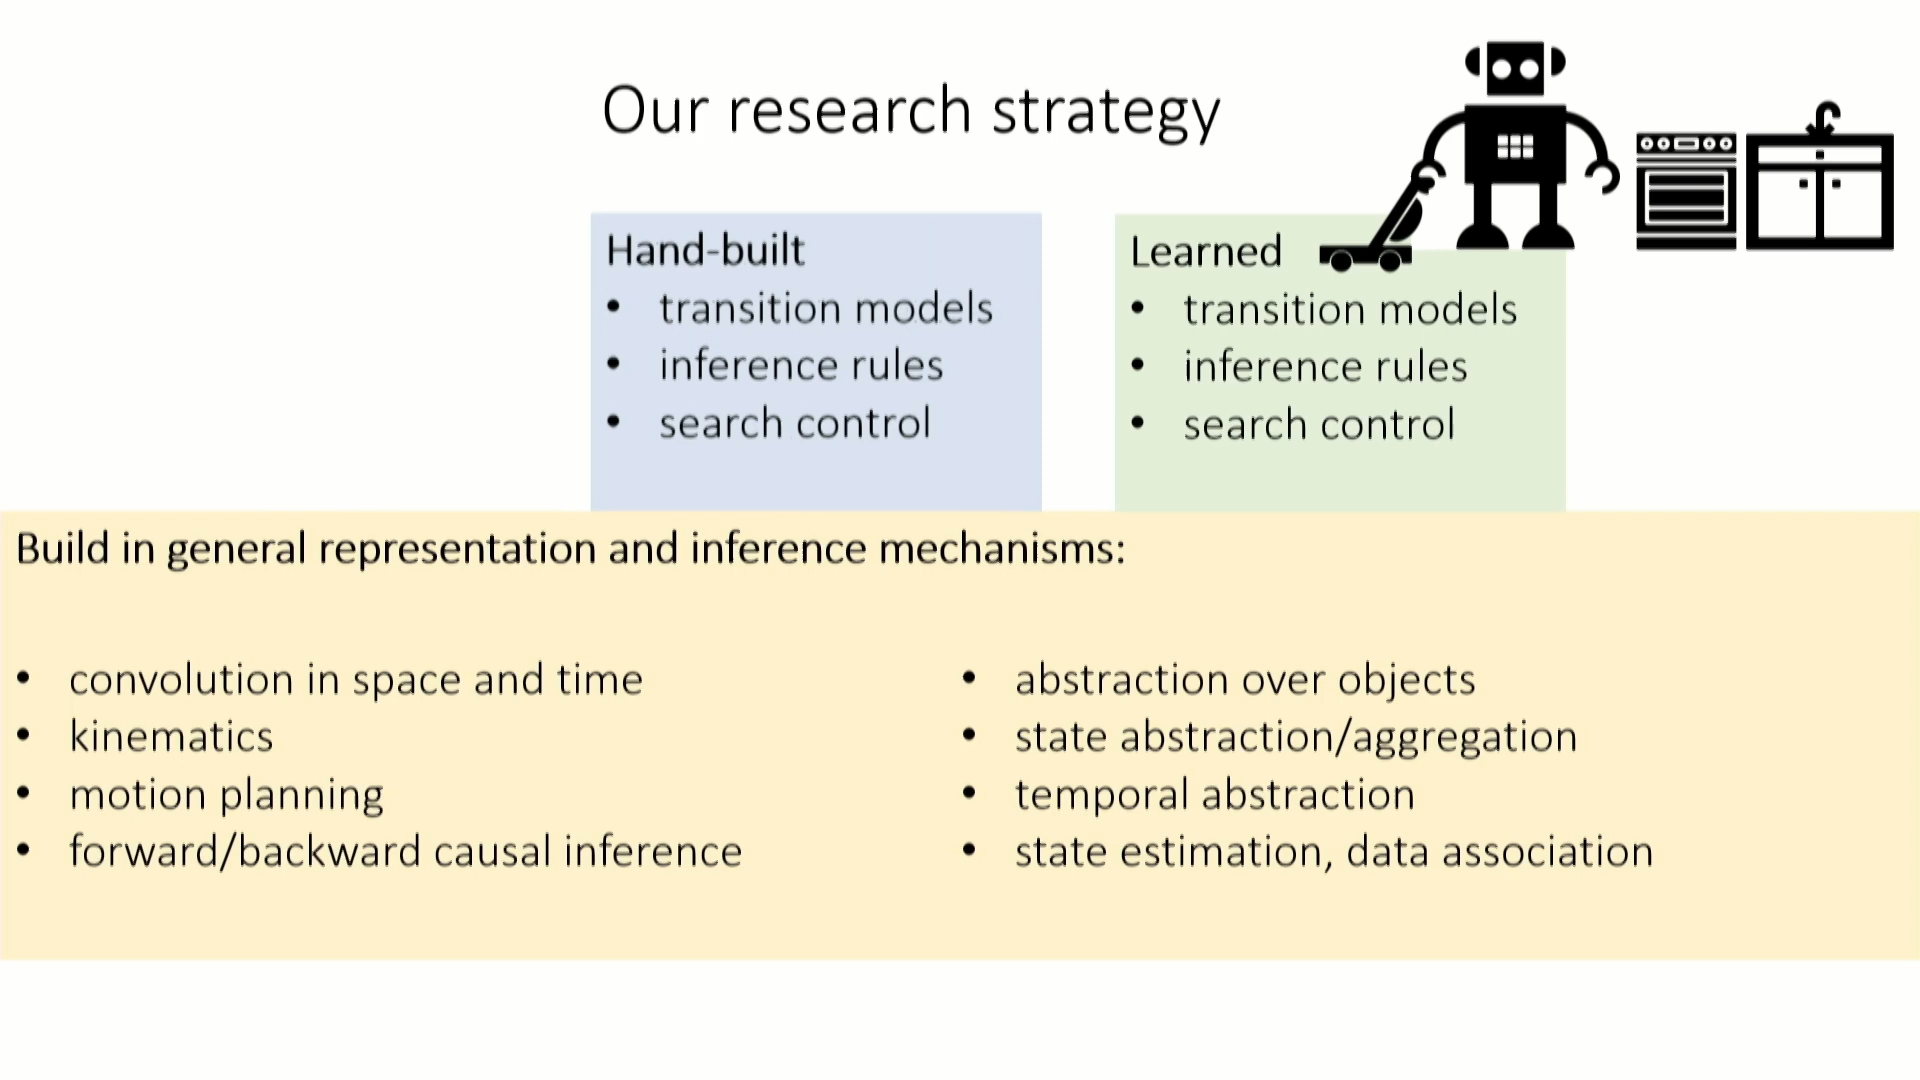 Our research strategy
Hand-built
• transition models
• inference rules
• search control
Learned
• transition models
• inference rules
• search control
Build in general representation and inference mechanisms:
• convolution in space and time
• kinematics
• motion planning
• forward/backward causal inference
• abstraction over objects
• state abstraction/aggregation
• temporal abstraction
• state estimation, data association